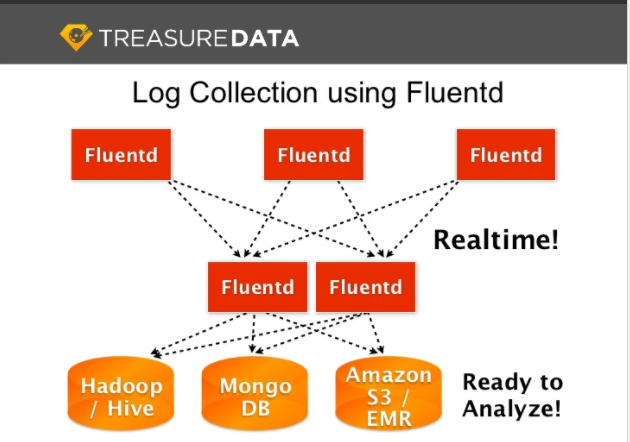 TREASUREDATA
Log Collection using Fluentd
Fluentd
Fluentd
Fluentd
Realtime!
Fluentd
Fluentd
Hadoop
/ Hive
Mongo
DB
Amazon
S3 /
EMR
Ready to
Analyze!